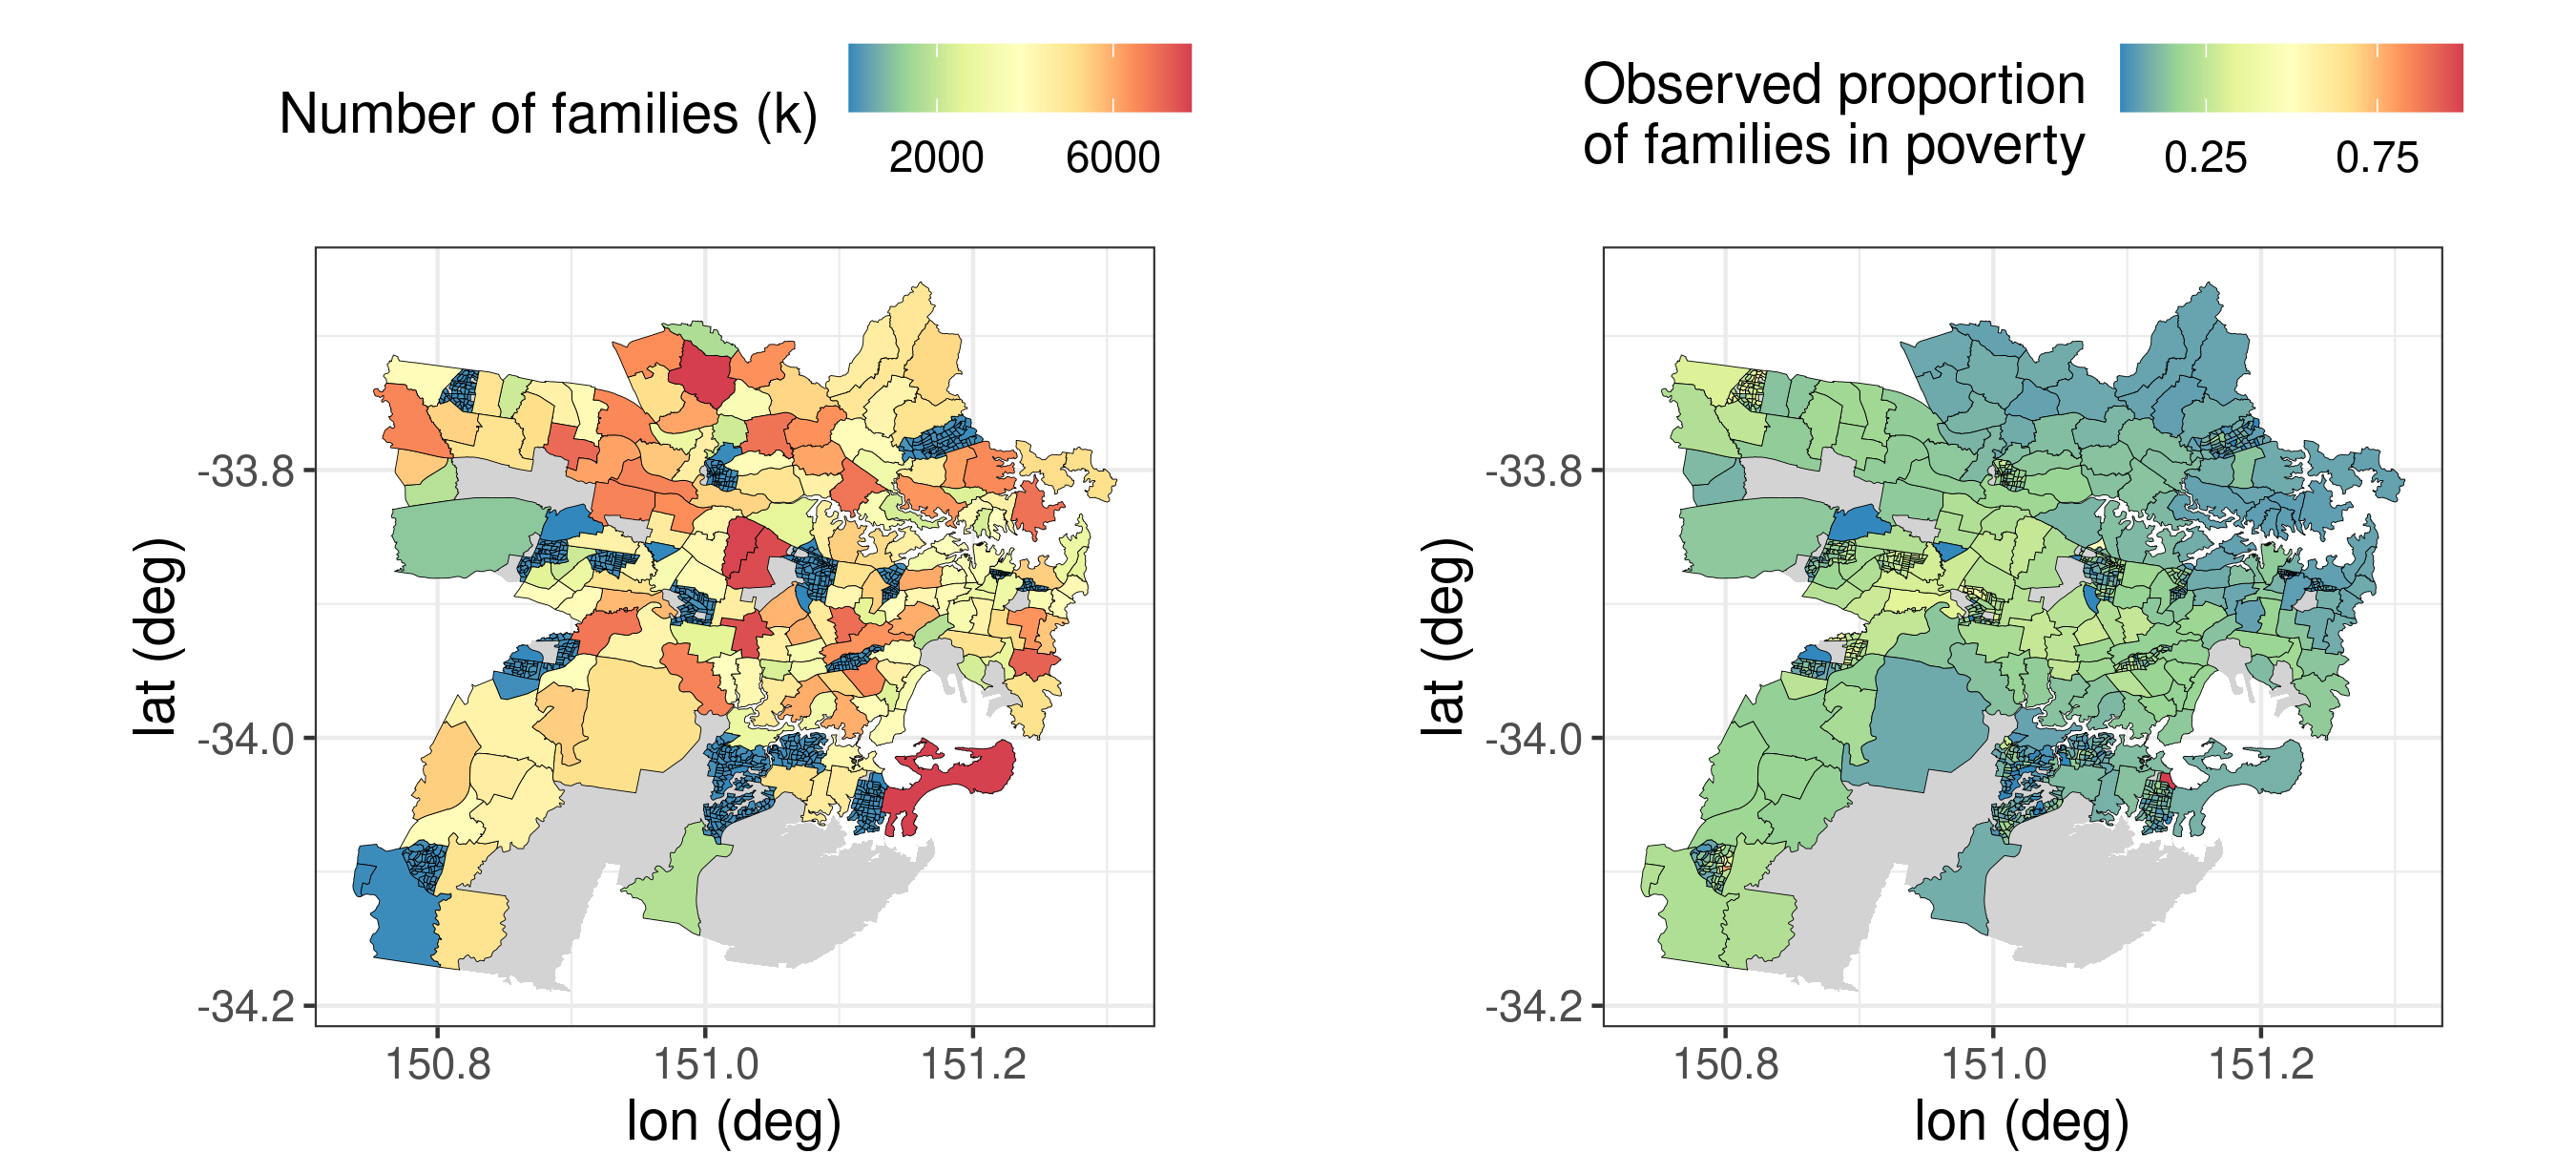 Number of families (k)
2000 6000
-33.8
-34.0
-34.2
lat (deg)
150.8 151.0 151.2
lon (deg)
Observed proportion
of families in poverty
0.25 0.75
-33.8
-34.0
-34.2
lat (deg)
150.8 151.0 151.2
lon (deg)